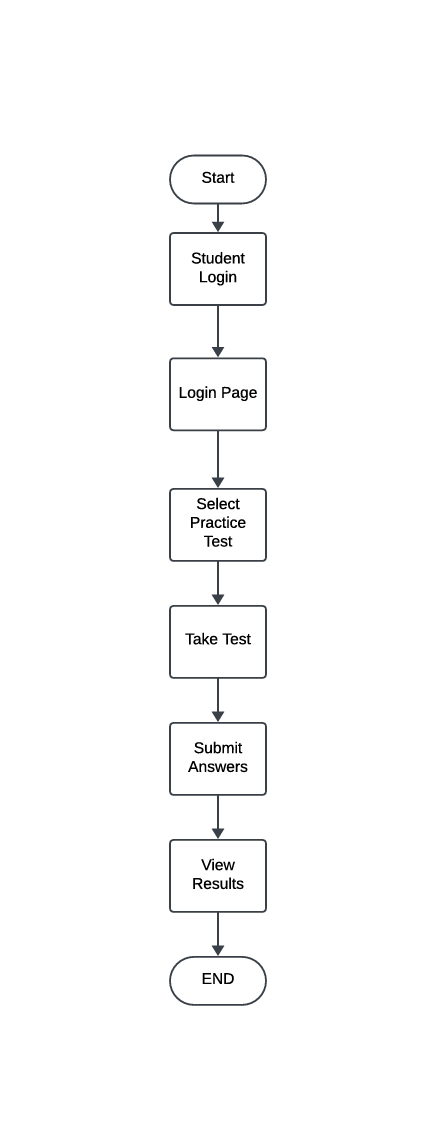 Start
Student
Login
Login Page
Select
Practice
Test
Take Test
Submit
Answers
View
Results
END